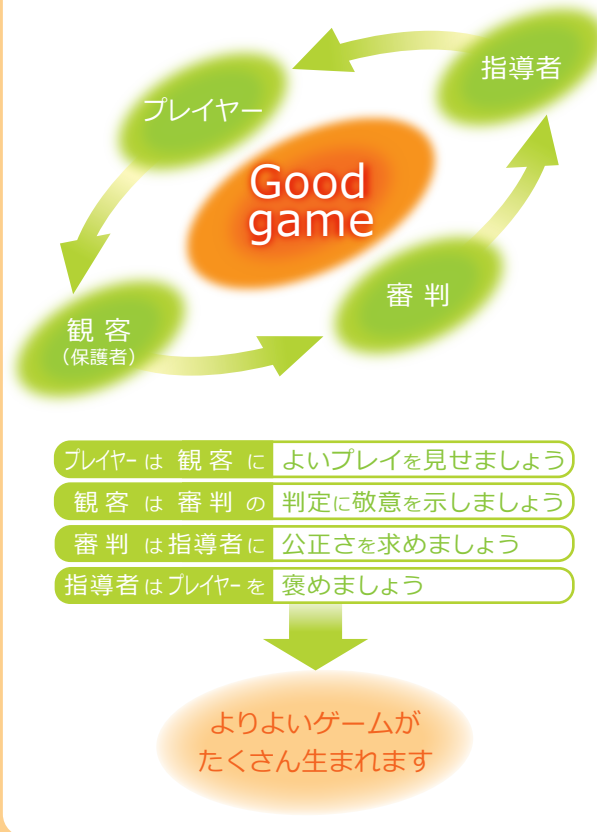 指導者
プレイヤー
Good
game
審 判
観 客
（保護者）
プレイヤーは 観 客 に よいプレイを見せましょう
観 客 は 審 判 の 判定に敬意を示しましょう
審 判 は指導者に 公正さを求めましょう
指導者はプレイヤーを 褒めましょう
よりよいゲームが
たくさん生まれます